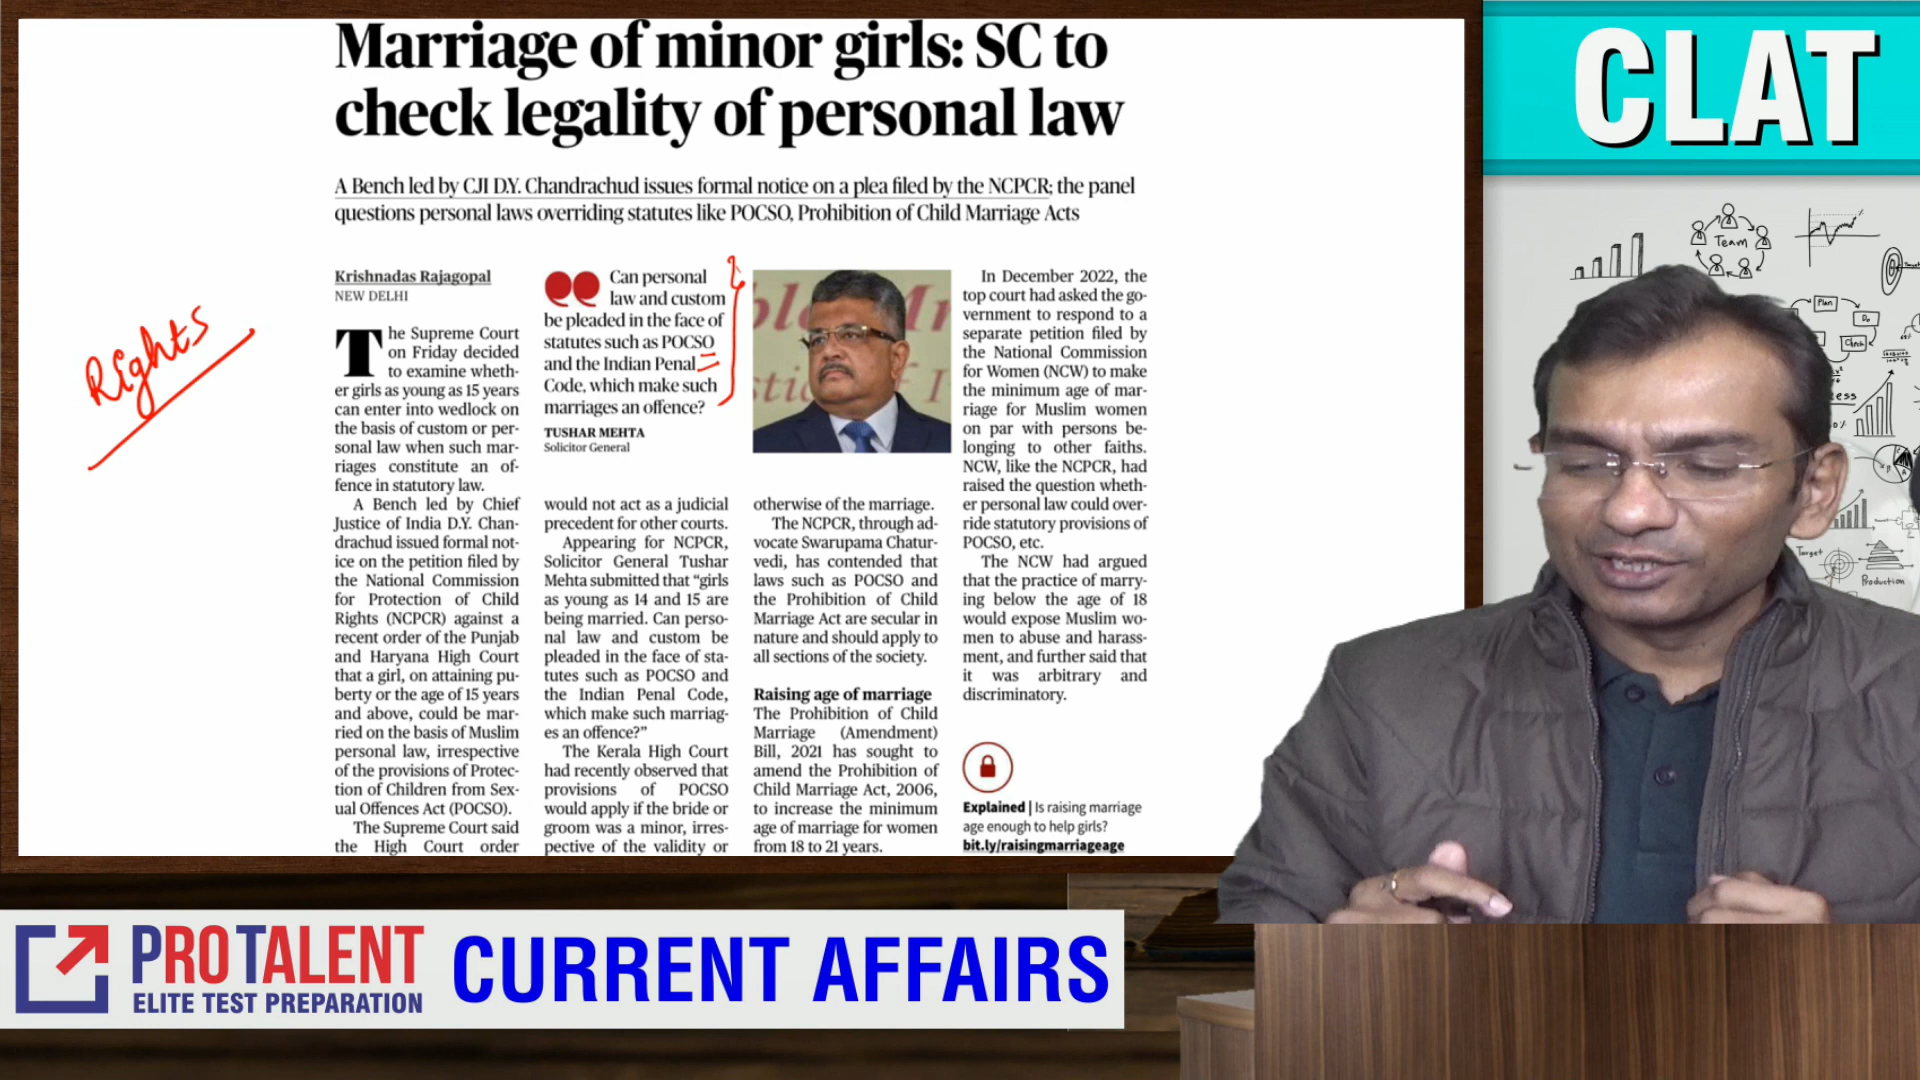 Marriage of minor girls: SC to
check legality of personal law
A Bench led by CJI D.Y. Chandrachud issues formal notice on a plea filed by the NCPCR; the panel
questions personal laws overriding statutes like POCSO, Prohibition of Child Marriage Acts
Rights
Krishnadas Rajagopal
NEW DELHI
The Supreme Court
on Friday decided
to examine wheth-
er girls as young as 15 years
can enter into wedlock on
the basis of custom or per-
sonal law when such mar-
riages constitute an of-
fence in statutory law.
A Bench led by Chief
Justice of India D.Y. Chan-
drachud issued formal not-
ice on the petition filed by
the National Commission
for Protection of Child
Rights (NCPCR) against a
recent order of the Punjab
and Haryana High Court
that a girl, on attaining pu-
berty or the age of 15 years
and above, could be mar-
ried on the basis of Muslim
personal law, irrespective
of the provisions of Protec-
tion of Children from Sex-
ual Offences Act (POCSO).
The Supreme Court said
the High Court order
Can personal
law and custom
be pleaded in the face of
statutes such as POCSO
and the Indian Penal
Code, which make such
marriages an offence?
TUSHAR MEHTA
Solicitor General
would not act as a judicial
precedent for other courts.
Appearing for NCPCR,
Solicitor General Tushar
Mehta submitted that “girls
as young as 14 and 15 are
being married. Can perso-
nal law and custom be
pleaded in the face of sta-
tutes such as POCSO and
the Indian Penal Code,
which make such marriag-
es an offence?”
The Kerala High Court
had recently observed that
provisions of POCSO
would apply if the bride or
groom was a minor, irres-
pective of the validity or
otherwise of the marriage.
The NCPCR, through ad-
vocate Swarupama Chatur-
vedi, has contended that
laws such as POCSO and
the Prohibition of Child
Marriage Act are secular in
nature and should apply to
all sections of the society.
Raising age of marriage
The Prohibition of Child
Marriage (Amendment)
Bill, 2021 has sought to
amend the Prohibition of
Child Marriage Act, 2006,
to increase the minimum
age of marriage for women
from 18 to 21 years.
In December 2022, the
top court had asked the go-
vernment to respond to a
separate petition filed by
the National Commission
for Women (NCW) to make
the minimum age of mar-
riage for Muslim women
on par with persons be-
longing to other faiths.
NCW, like the NCPCR, had
raised the question wheth-
er personal law could over-
ride statutory provisions of
POCSO, etc.
The NCW had argued
that the practice of marry-
ing below the age of 18
would expose Muslim wo-
men to abuse and harass-
ment, and further said that
it was arbitrary and
discriminatory.
Explained | Is raising marriage
age enough to help girls?
bit.ly/raisingmarriageage
CLAT
Team
Plan
Do
Check
Target
Production
PROTALENT
ELITE TEST PREPARATION
CURRENT AFFAIRS